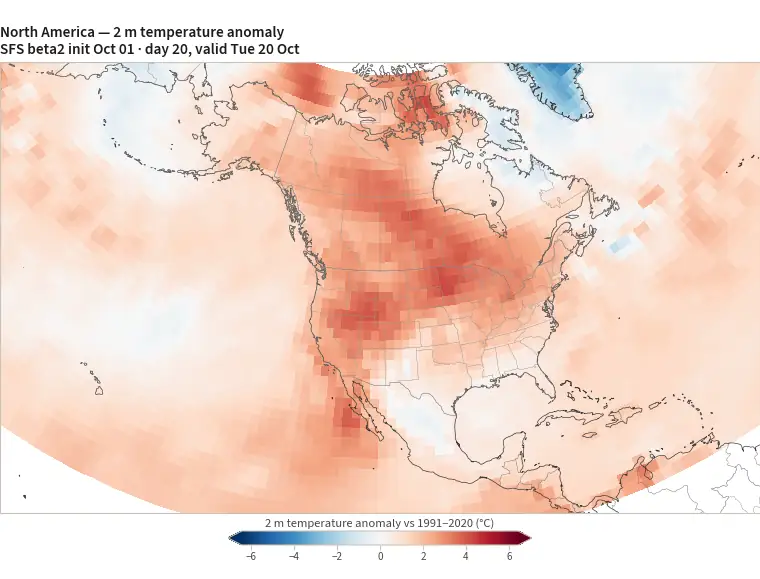 North America — 2 m temperature anomaly
SFS beta2 init Oct 01 · day 20, valid Tue 20 Oct
2 m temperature anomaly vs 1991–2020 (°C)
−6 −4 −2 0 2 4 6